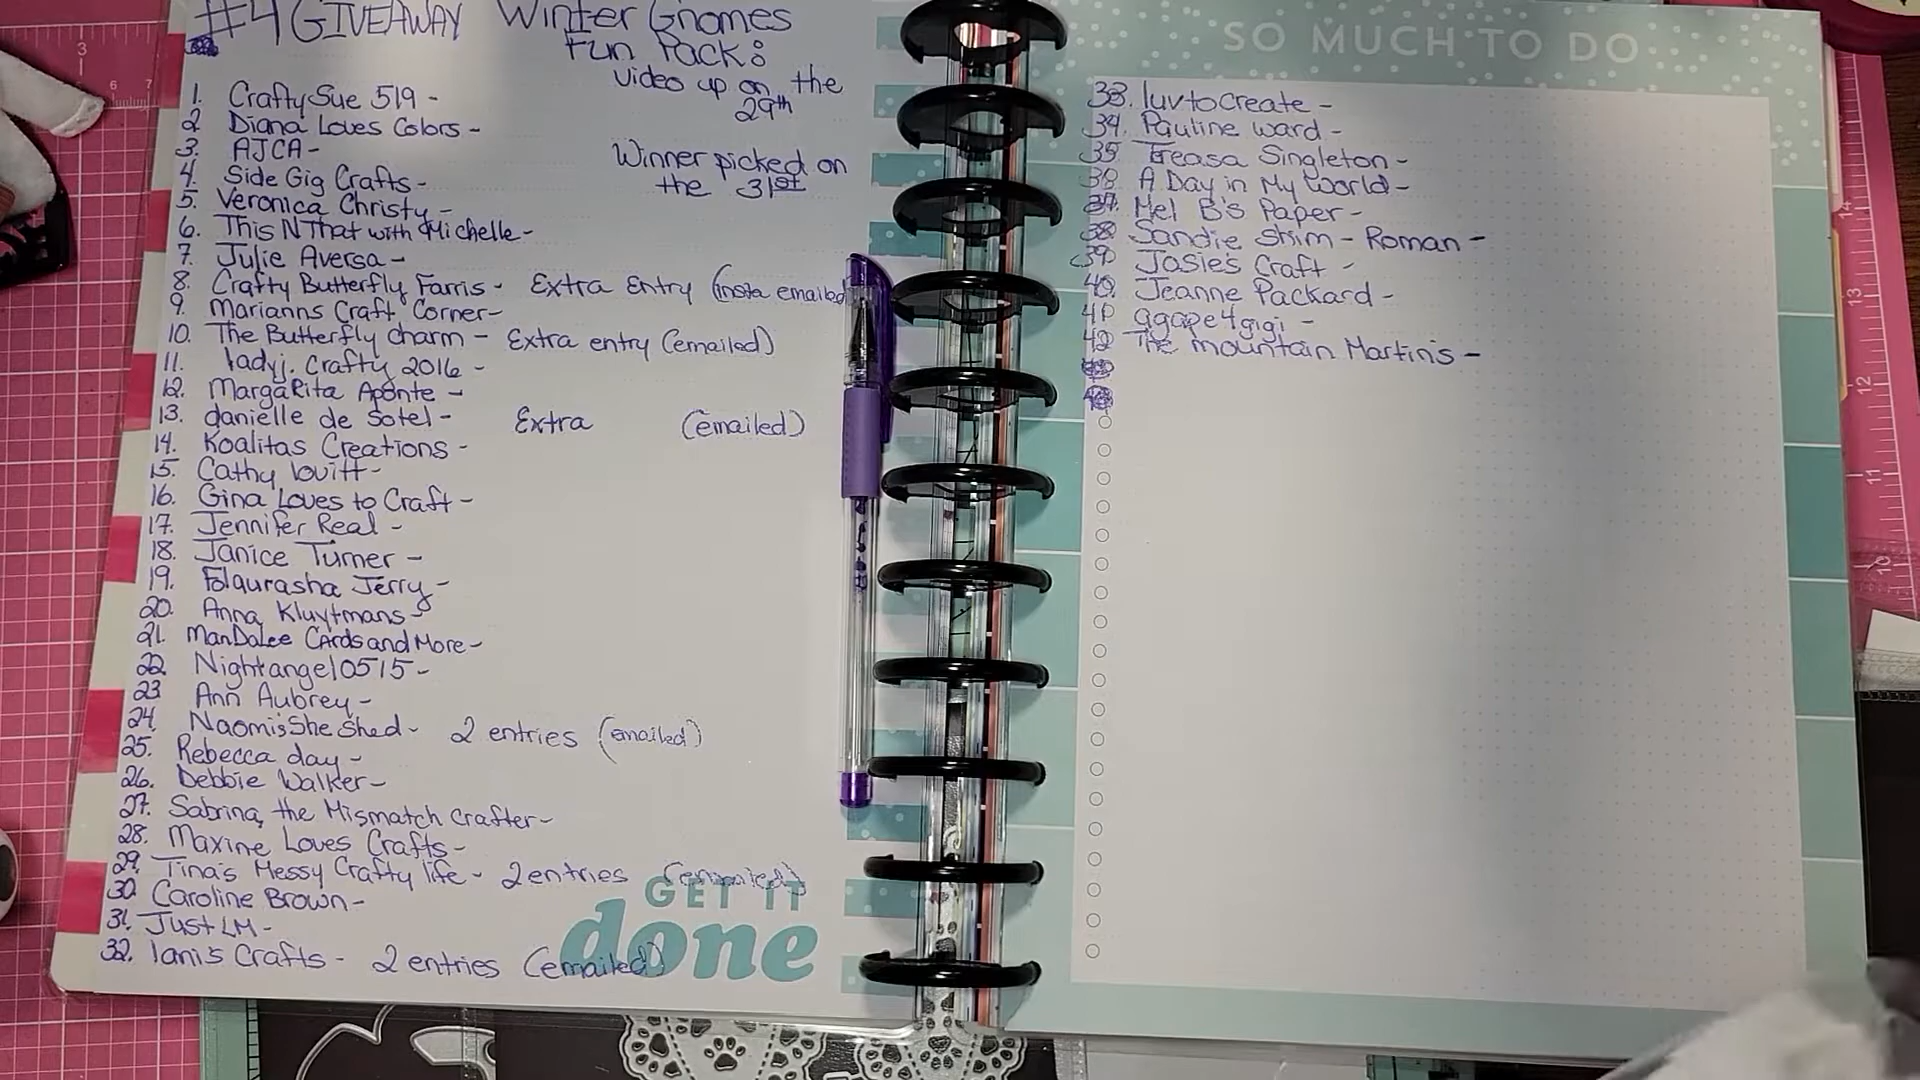 #4 GIVEAWAY Winter Gnomes
Fun Pack:
video up on the
29th
Winner picked on
the 31st
1. CraftySue 519 -
2. Diana Loves Colors -
3. AJCA -
4. Side Gig Crafts -
5. Veronica Christy -
6. This N That with Michelle -
7. Julie Aversa -
8. Crafty Butterfly Farris - Extra Entry (insta emailed
9. Marianns Craft Corner -
10. The Butterfly Charm - Extra entry (emailed)
11. ladyj. Crafty 2016 -
12. MargaRita Aponte -
13. danielle de Sotel - Extra (emailed)
14. Koalitas Creations -
15. Cathy lovitt -
16. Gina Loves to Craft -
17. Jennifer Real -
18. Janice Turner -
19. Folaurasha Jerry -
20. Anna Kluytmans -
21. ManDaLee CArds and More -
22. Nightangel0515 -
23. Ann Aubrey -
24. NaomisSheShed - 2 entries (emailed)
25. Rebecca day -
26. Debbie Walker -
27. Sabrina, the Mismatch Crafter -
28. Maxine Loves Crafts -
29. Tina's Messy Crafty life - 2 entries (emailed)
30. Caroline Brown -
31. JustLM -
32. Iani's Crafts - 2 entries (emailed)
GET IT
done
SO MUCH TO DO
33. luvtocreate -
34. Pauline Ward -
35. Treasa Singleton -
36 A Day in My World -
37. Mel B's Paper -
38 Sandie Shim - Roman -
39 Josie's Craft -
40. Jeanne Packard -
41 agape4gigi -
42 The mountain Martin's -